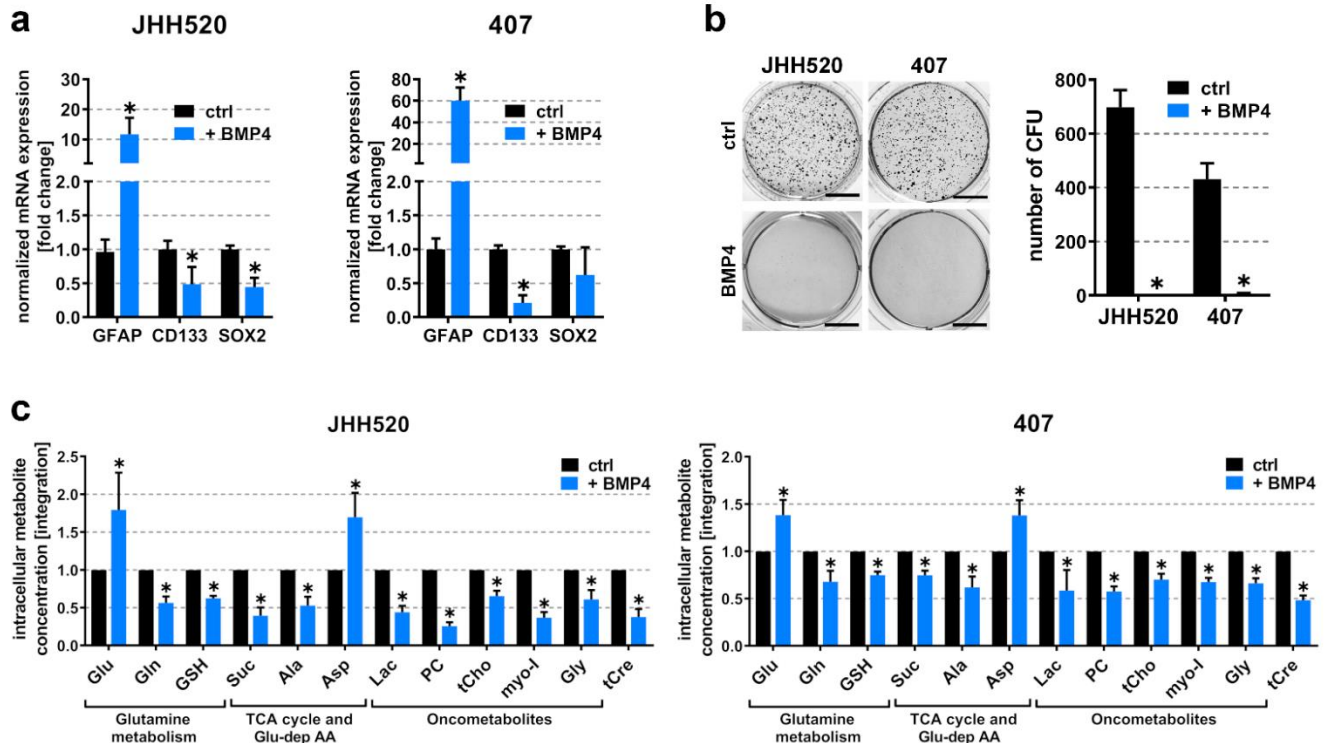 a
JHH520
normalized mRNA expression
[fold change]
30
20
10
2.0
1.5
1.0
0.5
0.0
*
*
*
ctrl
+ BMP4
GFAP CD133 SOX2
407
normalized mRNA expression
[fold change]
80
60
40
20
2.0
1.5
1.0
0.5
0.0
*
*
ctrl
+ BMP4
GFAP CD133 SOX2
b
JHH520 407
ctrl
BMP4
number of CFU
800
600
400
200
0
ctrl
+ BMP4
* *
JHH520 407
c
JHH520
intracellular metabolite
concentration [integration]
2.5
2.0
1.5
1.0
0.5
0.0
* * * * * * * * * * * *
ctrl
+ BMP4
Glu Gln GSH Suc Ala Asp Lac PC tCho myo-I Gly tCre
Glutamine
metabolism
TCA cycle and
Glu-dep AA
Oncometabolites
407
intracellular metabolite
concentration [integration]
2.0
1.5
1.0
0.5
0.0
* * * * * * * * * * * *
ctrl
+ BMP4
Glu Gln GSH Suc Ala Asp Lac PC tCho myo-I Gly tCre
Glutamine
metabolism
TCA cycle and
Glu-dep AA
Oncometabolites